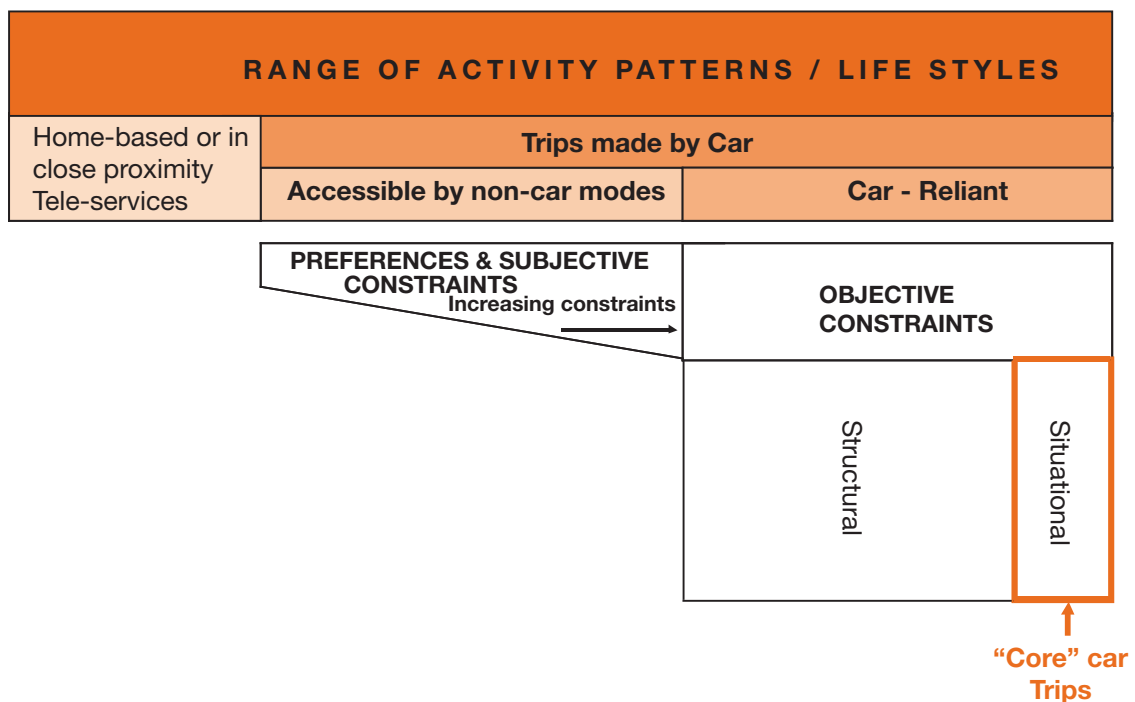 RANGE OF ACTIVITY PATTERNS / LIFE STYLES
Home-based or in
close proximity
Tele-services
Trips made by Car
Accessible by non-car modes
Car - Reliant
PREFERENCES & SUBJECTIVE
CONSTRAINTS
Increasing constraints
OBJECTIVE
CONSTRAINTS
Structural
Situational
“Core” car
Trips